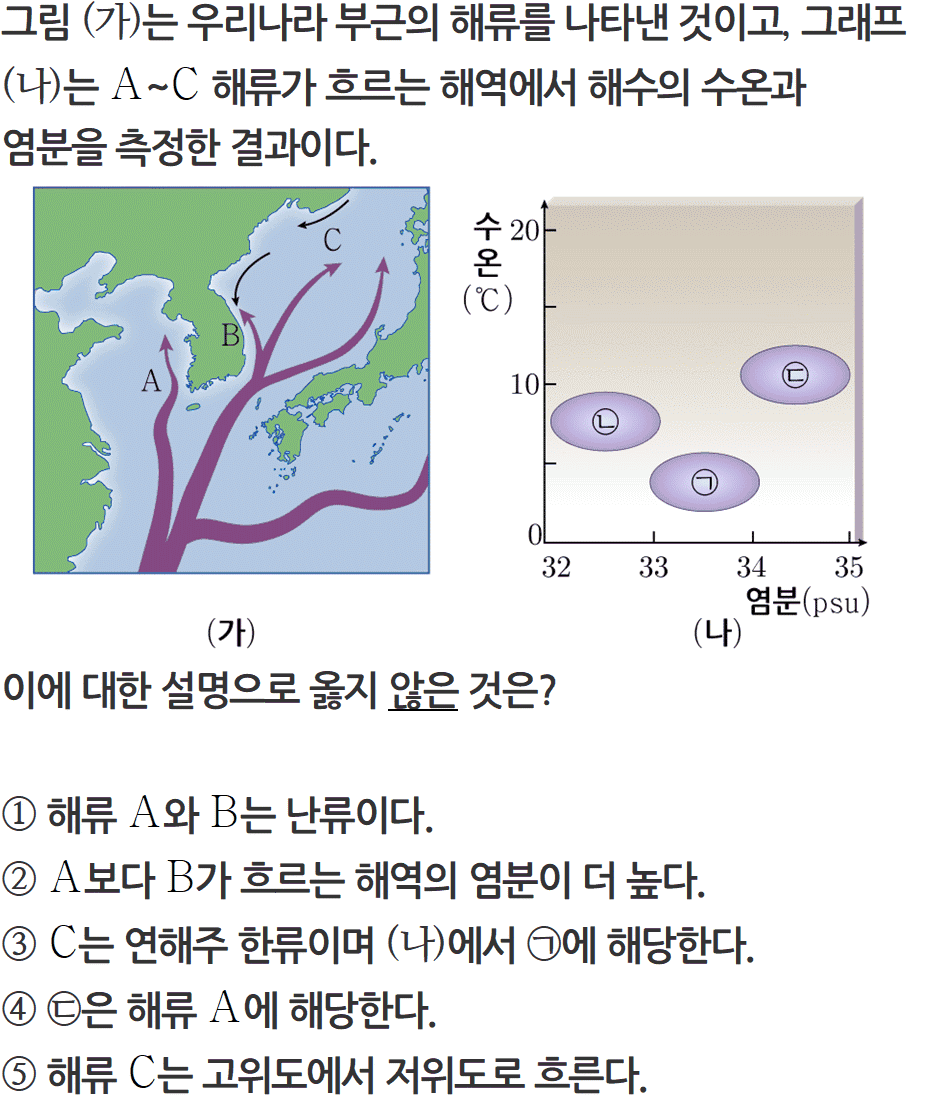 그림 (가)는 우리나라 부근의 해류를 나타낸 것이고, 그래프
(나)는 A~C 해류가 흐르는 해역에서 해수의 수온과
염분을 측정한 결과이다.
C
B
A
(가)
수온(℃)
20
10
0
㉢
㉡
㉠
32 33 34 35
염분(psu)
(나)
이에 대한 설명으로 옳지 않은 것은?
① 해류 A와 B는 난류이다.
② A보다 B가 흐르는 해역의 염분이 더 높다.
③ C는 연해주 한류이며 (나)에서 ㉠에 해당한다.
④ ㉢은 해류 A에 해당한다.
⑤ 해류 C는 고위도에서 저위도로 흐른다.